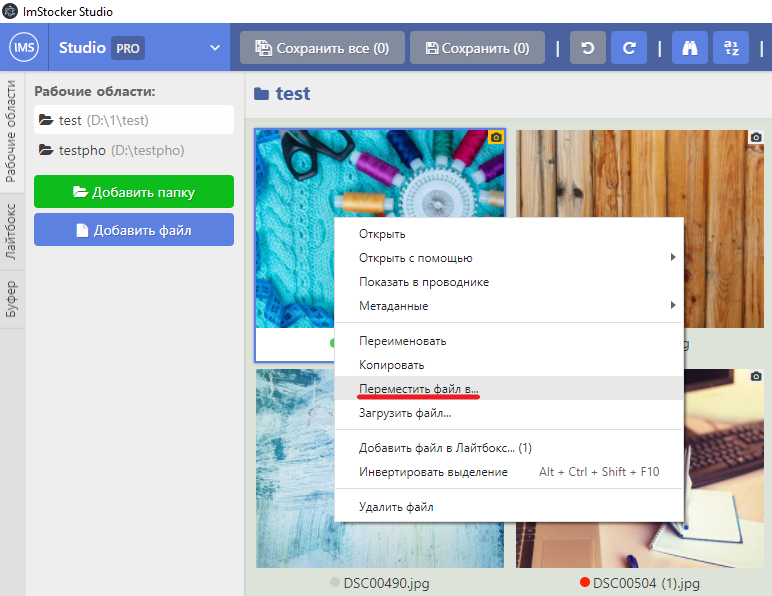 ImStocker Studio
IMS Studio PRO Сохранить все (0) Сохранить (0)
Рабочие области
Лайтбокс
Буфер
Рабочие области:
test (D:\1\test)
testpho (D:\testpho)
Добавить папку
Добавить файл
test
Открыть
Открыть с помощью
Показать в проводнике
Метаданные
Переименовать
Копировать
Переместить файл в...
Загрузить файл...
Добавить файл в Лайтбокс... (1)
Инвертировать выделение Alt + Ctrl + Shift + F10
Удалить файл
DSC00490.jpg
DSC00504 (1).jpg